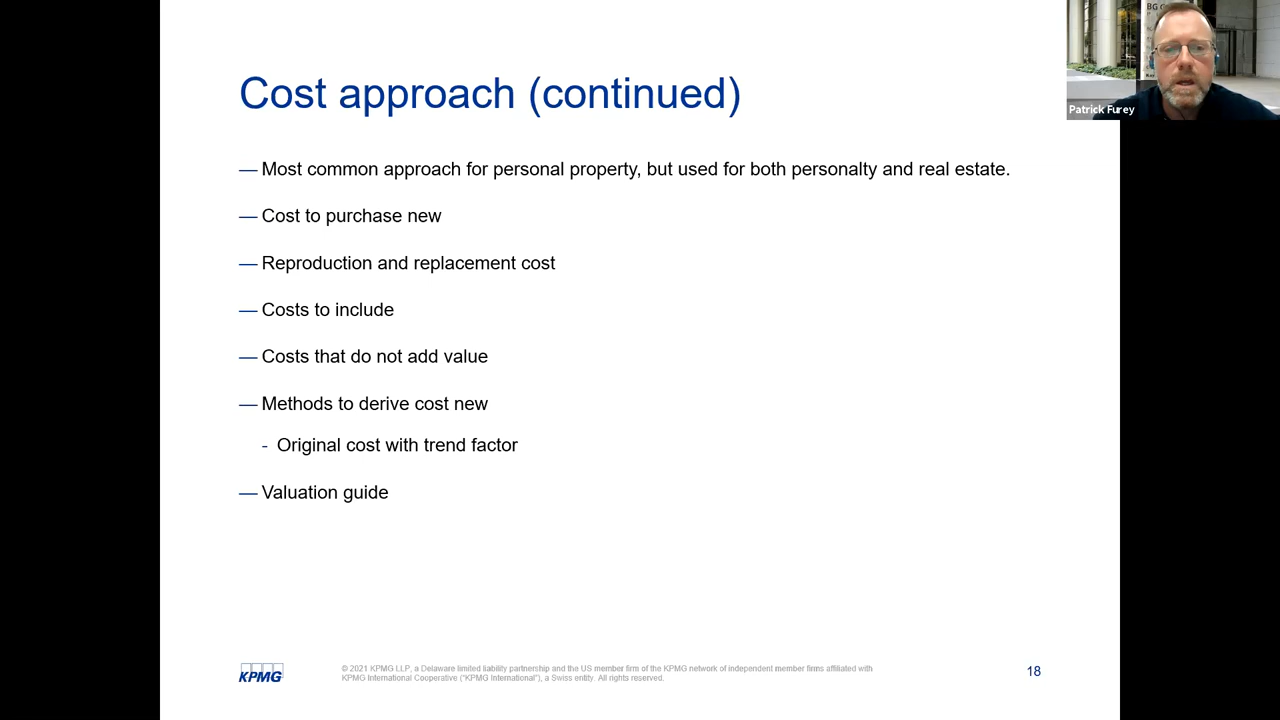 BG
Patrick Furey
Cost approach (continued)
— Most common approach for personal property, but used for both personalty and real estate.
— Cost to purchase new
— Reproduction and replacement cost
— Costs to include
— Costs that do not add value
— Methods to derive cost new
- Original cost with trend factor
— Valuation guide
KPMG
© 2021 KPMG LLP, a Delaware limited liability partnership and the US member firm of the KPMG network of independent member firms affiliated with
KPMG International Cooperative ("KPMG International"), a Swiss entity. All rights reserved.
18